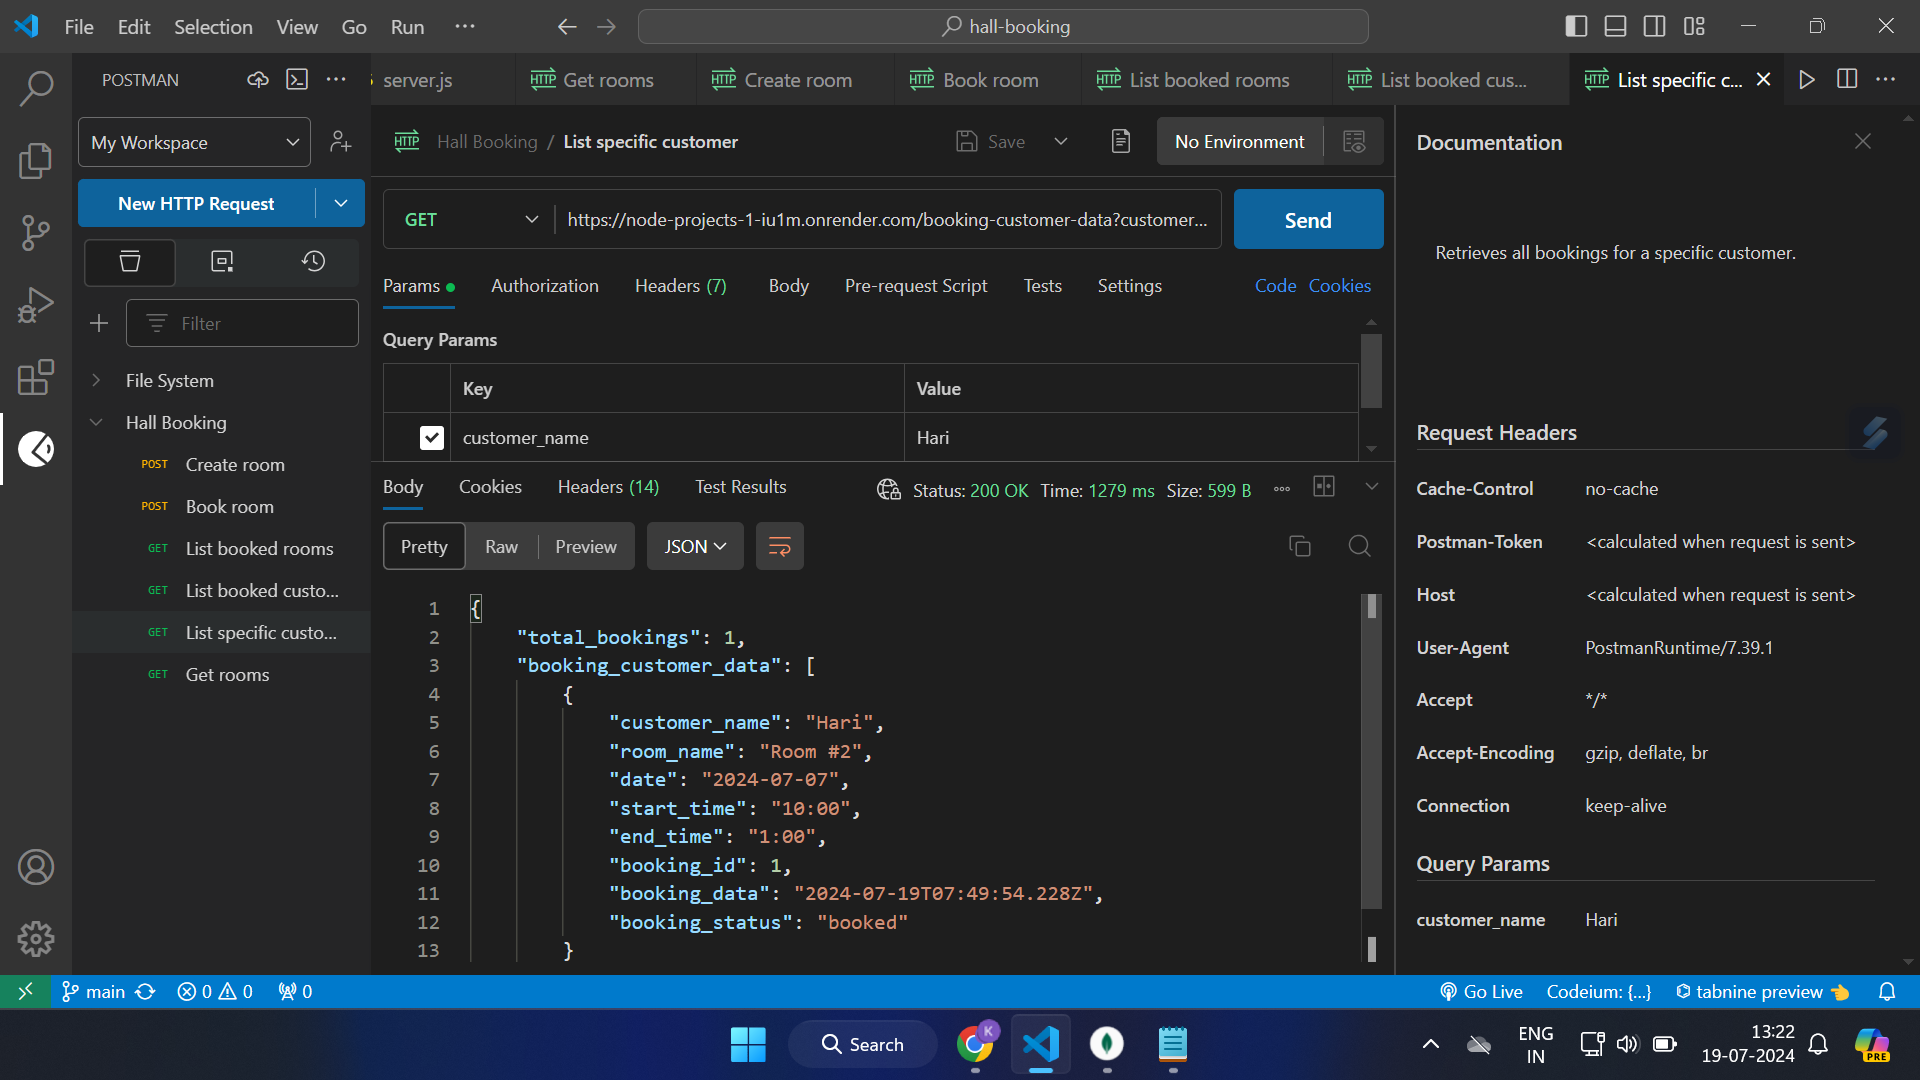 File Edit Selection View Go Run ...
hall-booking
POSTMAN
server.js
HTTP Get rooms
HTTP Create room
HTTP Book room
HTTP List booked rooms
HTTP List booked cus...
HTTP List specific c...
My Workspace
HTTP Hall Booking / List specific customer
Save
No Environment
Documentation
New HTTP Request
GET https://node-projects-1-iu1m.onrender.com/booking-customer-data?customer...
Send
Retrieves all bookings for a specific customer.
Params Authorization Headers (7) Body Pre-request Script Tests Settings Code Cookies
Filter
Query Params
Key Value
customer_name Hari
File System
Hall Booking
POST Create room
POST Book room
GET List booked rooms
GET List booked custo...
GET List specific custo...
GET Get rooms
Body Cookies Headers (14) Test Results Status: 200 OK Time: 1279 ms Size: 599 B
Pretty Raw Preview JSON
1 {
2 "total_bookings": 1,
3 "booking_customer_data": [
4 {
5 "customer_name": "Hari",
6 "room_name": "Room #2",
7 "date": "2024-07-07",
8 "start_time": "10:00",
9 "end_time": "1:00",
10 "booking_id": 1,
11 "booking_data": "2024-07-19T07:49:54.228Z",
12 "booking_status": "booked"
13 }
Request Headers
Cache-Control no-cache
Postman-Token <calculated when request is sent>
Host <calculated when request is sent>
User-Agent PostmanRuntime/7.39.1
Accept */*
Accept-Encoding gzip, deflate, br
Connection keep-alive
Query Params
customer_name Hari
main 0 0 0
Go Live Codeium: {...} tabnine preview
Search
K
ENG
IN
13:22
19-07-2024
PRE